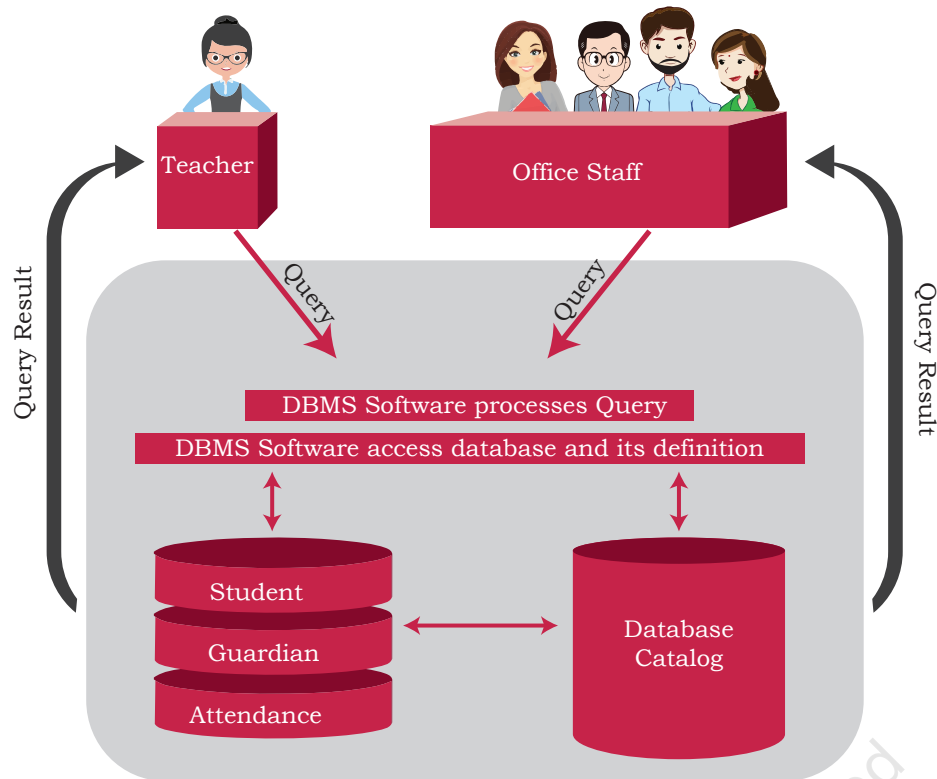 Teacher
Office Staff
Query
Query
Query Result
Query Result
DBMS Software processes Query
DBMS Software access database and its definition
Student
Guardian
Attendance
Database
Catalog